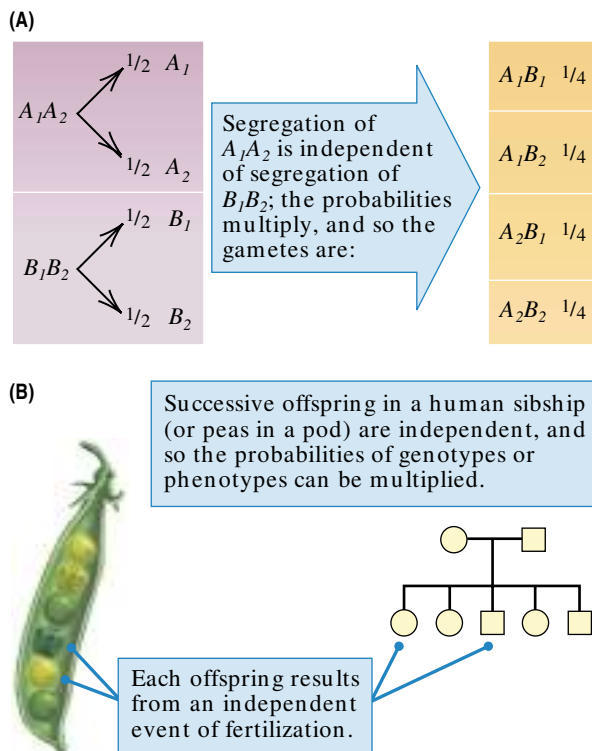 (A)
1/2 A1
A1A2
1/2 A2
1/2 B1
B1B2
1/2 B2
Segregation of
A1A2 is independent
of segregation of
B1B2; the probabilities
multiply, and so the
gametes are:
A1B1 1/4
A1B2 1/4
A2B1 1/4
A2B2 1/4
(B)
Successive offspring in a human sibship
(or peas in a pod) are independent, and
so the probabilities of genotypes or
phenotypes can be multiplied.
Each offspring results
from an independent
event of fertilization.